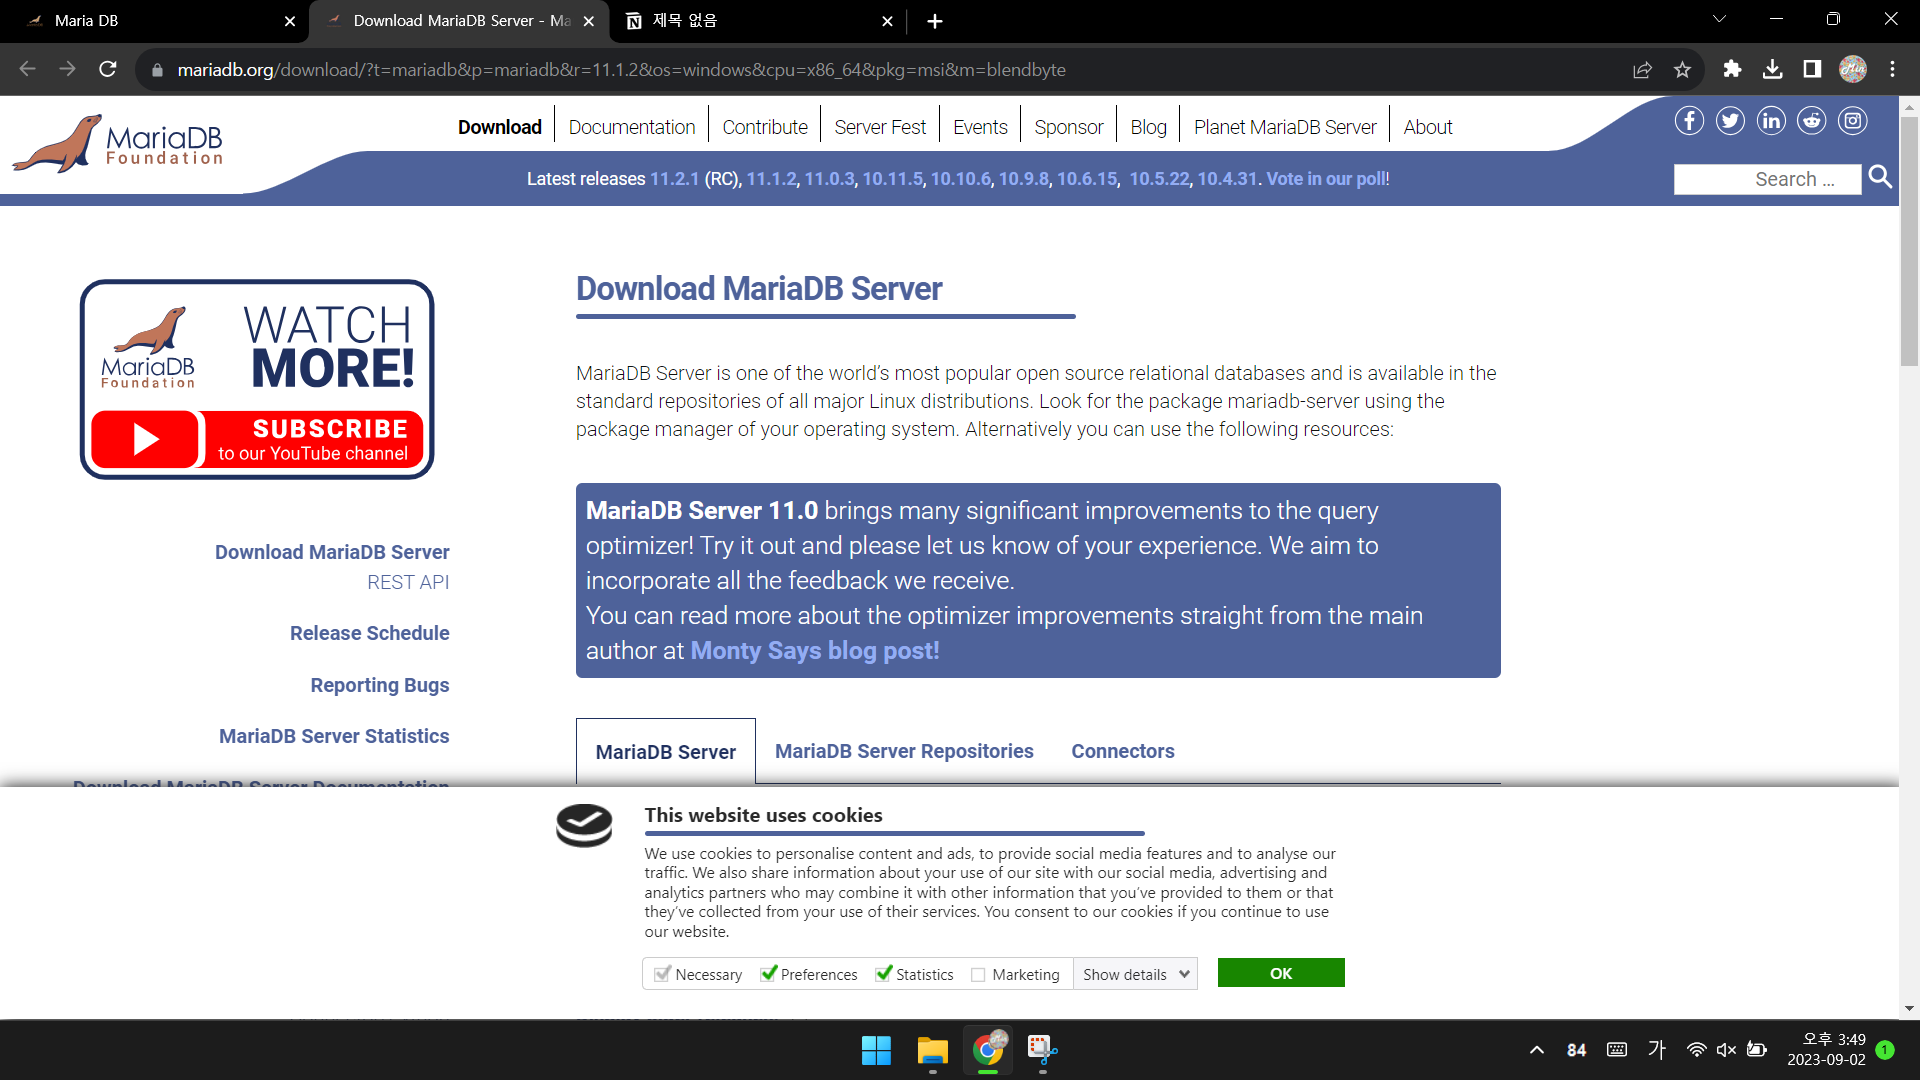 Maria DB
Download MariaDB Server - Ma
제목 없음
mariadb.org/download/?t=mariadb&p=mariadb&r=11.1.2&os=windows&cpu=x86_64&pkg=msi&m=blendbyte
MariaDB
Foundation
Download
Documentation
Contribute
Server Fest
Events
Sponsor
Blog
Planet MariaDB Server
About
Latest releases 11.2.1 (RC), 11.1.2, 11.0.3, 10.11.5, 10.10.6, 10.9.8, 10.6.15, 10.5.22, 10.4.31. Vote in our poll!
Search …
MariaDB
Foundation
WATCH
MORE!
SUBSCRIBE
to our YouTube channel
Download MariaDB Server
REST API
Release Schedule
Reporting Bugs
MariaDB Server Statistics
Download MariaDB Server Documentation
Download MariaDB Server
MariaDB Server is one of the world’s most popular open source relational databases and is available in the
standard repositories of all major Linux distributions. Look for the package mariadb-server using the
package manager of your operating system. Alternatively you can use the following resources:
MariaDB Server 11.0 brings many significant improvements to the query
optimizer! Try it out and please let us know of your experience. We aim to
incorporate all the feedback we receive.
You can read more about the optimizer improvements straight from the main
author at Monty Says blog post!
MariaDB Server
MariaDB Server Repositories
Connectors
This website uses cookies
We use cookies to personalise content and ads, to provide social media features and to analyse our
traffic. We also share information about your use of our site with our social media, advertising and
analytics partners who may combine it with other information that you’ve provided to them or that
they’ve collected from your use of their services. You consent to our cookies if you continue to use
our website.
Necessary
Preferences
Statistics
Marketing
Show details
OK
84
가
오후 3:49
2023-09-02
1